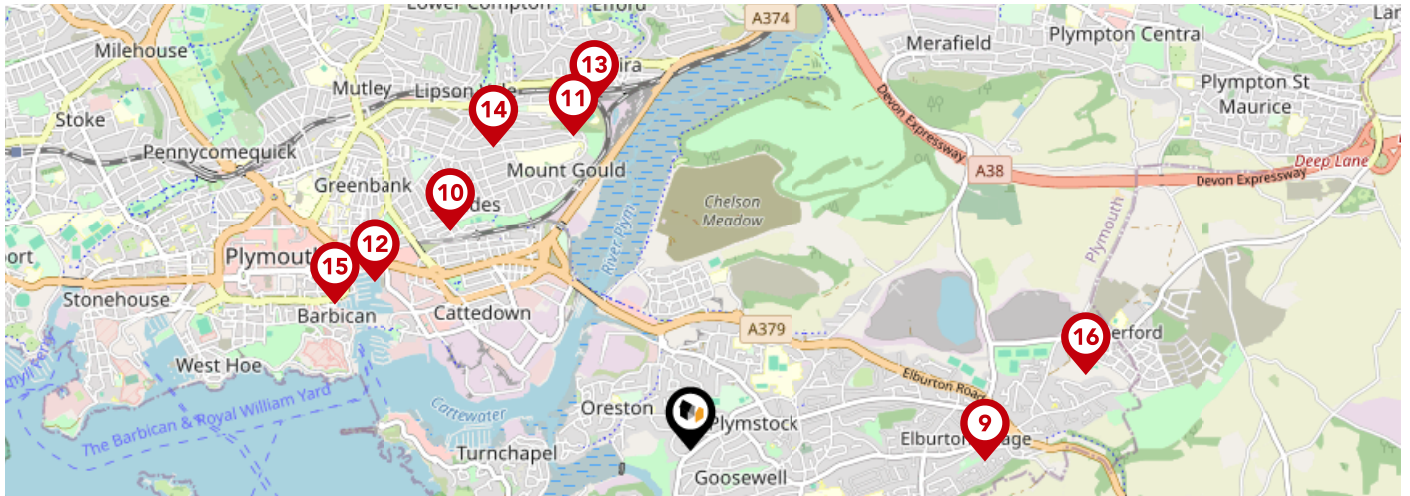 Lower Compton
Efford
A374
Milehouse
Merafield
Plympton Central
13
Mutley
Lipson
11
Plympton St
Maurice
14
Stoke
Devon Expressway
Pennycomequick
Mount Gould
A38
Deep Lane
Devon Expressway
Greenbank
10
Chelson
Meadow
Plymouth
12
Plymouth
15
River Plym
Stonehouse
Barbican
Cattedown
A379
16
West Hoe
Elburton Road
The Barbican & Royal William Yard
Cattewater
Oreston
Plymstock
9
Elburton
Turnchapel
Goosewell